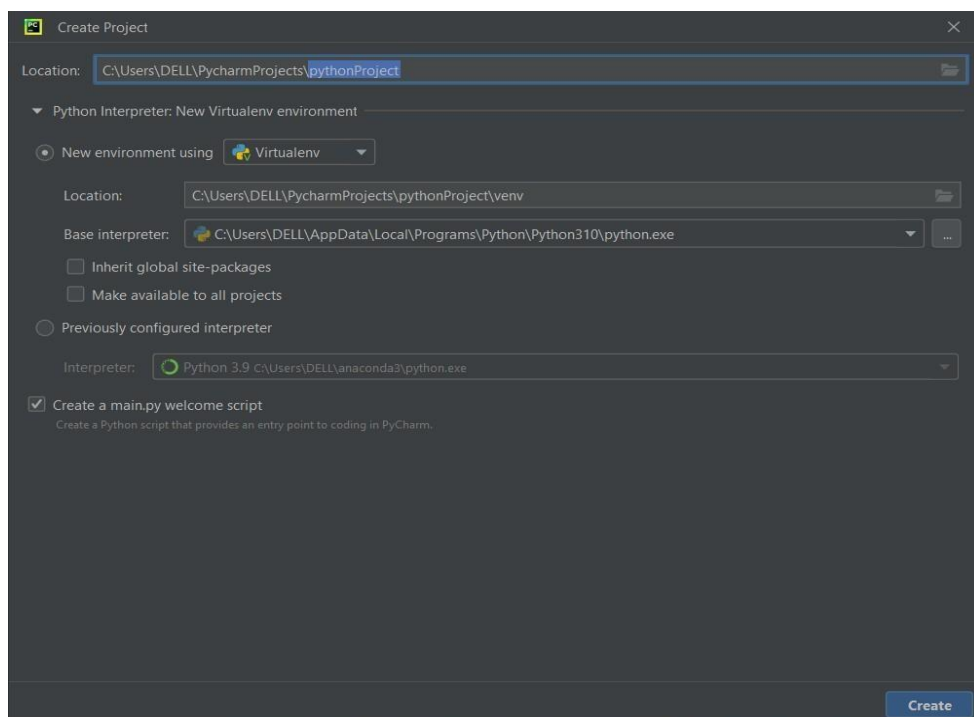 PC
Create Project
Location: C:\Users\DELL\PycharmProjects\pythonProject
Python Interpreter: New Virtualenv environment
New environment using Virtualenv
Location: C:\Users\DELL\PycharmProjects\pythonProject\venv
Base interpreter: C:\Users\DELL\AppData\Local\Programs\Python\Python310\python.exe ...
Inherit global site-packages
Make available to all projects
Previously configured interpreter
Interpreter: Python 3.9 C:\Users\DELL\anaconda3\python.exe
Create a main.py welcome script
Create a Python script that provides an entry point to coding in PyCharm.
Create